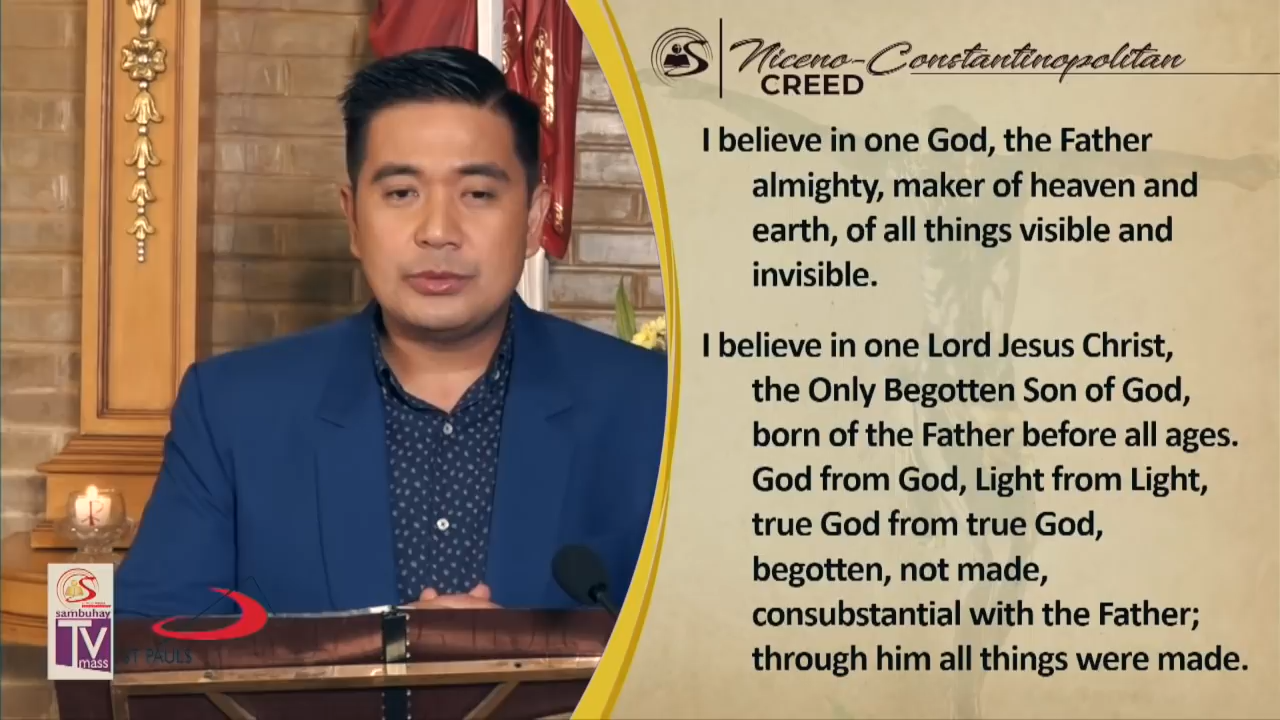 Niceno-Constantinopolitan
CREED
I believe in one God, the Father
almighty, maker of heaven and
earth, of all things visible and
invisible.
I believe in one Lord Jesus Christ,
the Only Begotten Son of God,
born of the Father before all ages.
God from God, Light from Light,
true God from true God,
begotten, not made,
consubstantial with the Father;
through him all things were made.
sambuhay
TV
mass
ST PAULS